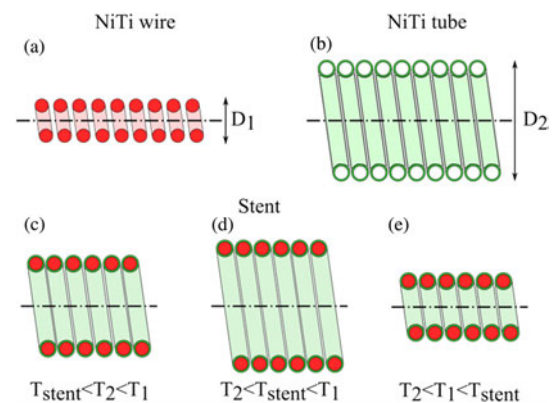 NiTi wire
NiTi tube
(a)
(b)
D1
D2
Stent
(c)
(d)
(e)
Tstent<T2<T1
T2<Tstent<T1
T2<T1<Tstent